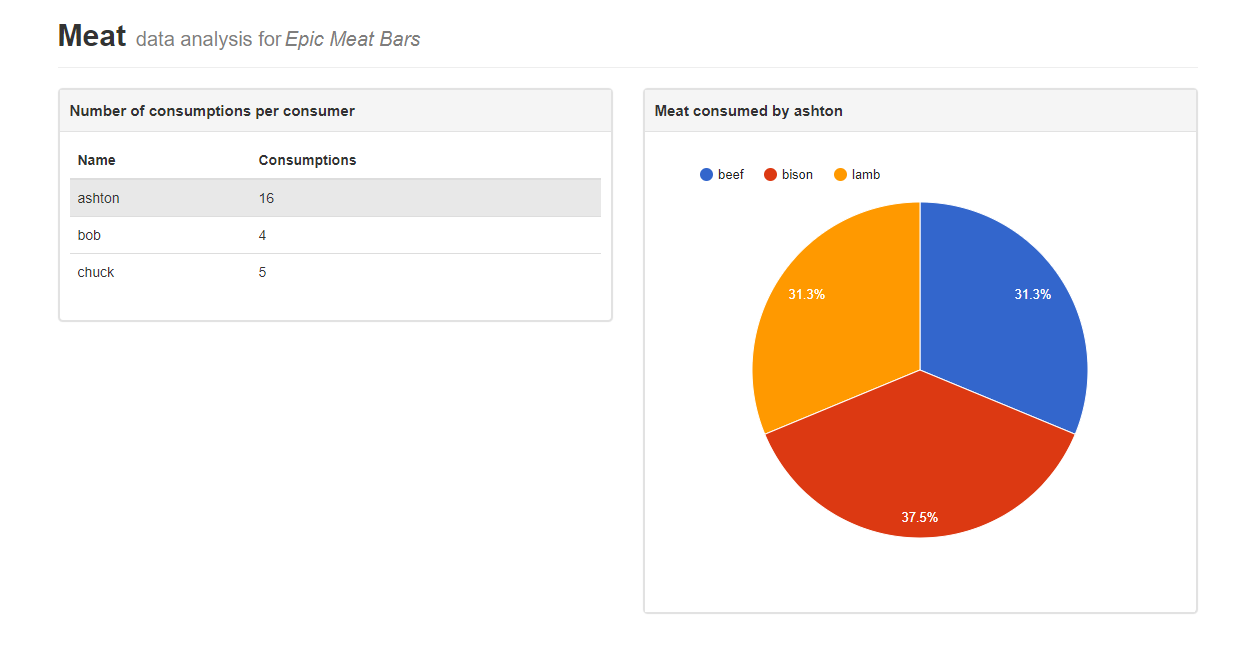 Meat data analysis for Epic Meat Bars
Number of consumptions per consumer
Name Consumptions
ashton 16
bob 4
chuck 5
Meat consumed by ashton
beef bison lamb
31.3% 31.3%
37.5%